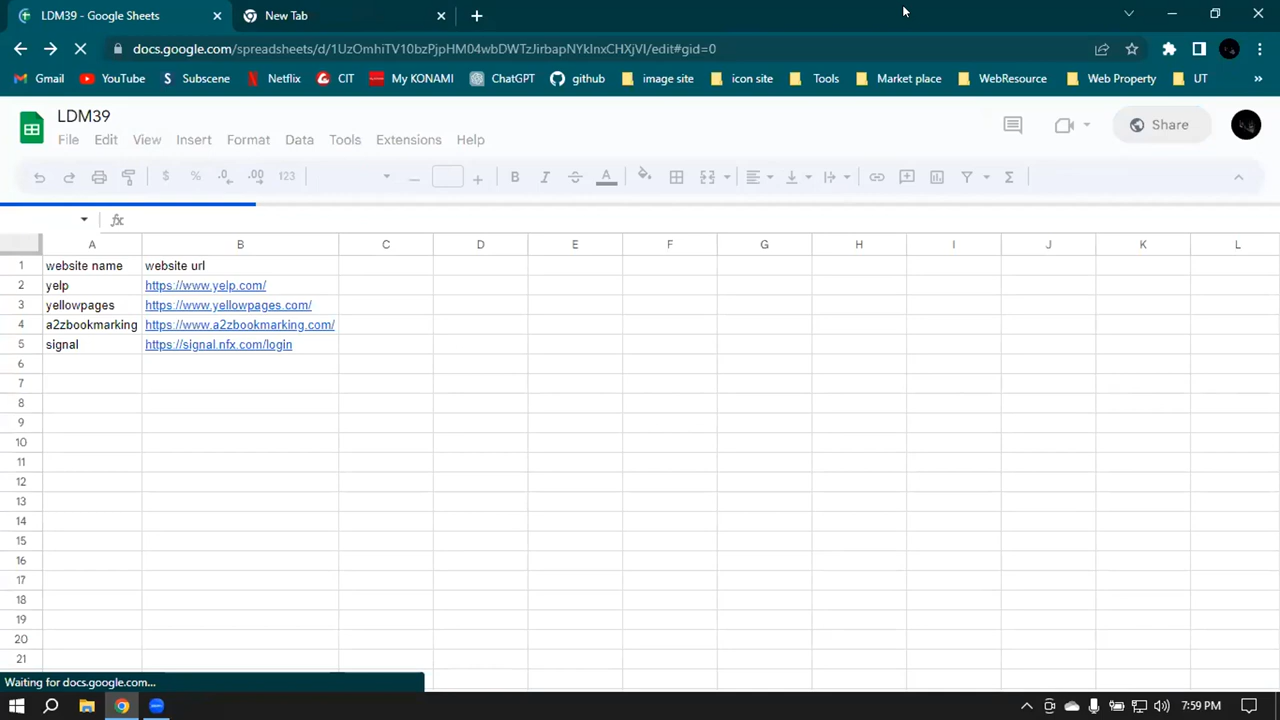 LDM39 - Google Sheets
New Tab
docs.google.com/spreadsheets/d/1UzOmhiTV10bzPjpHM04wbDWTzJirbapNYkInxCHXjVI/edit#gid=0
Gmail YouTube Subscene Netflix CIT My KONAMI ChatGPT github image site icon site Tools Market place WebResource Web Property UT »
LDM39
File Edit View Insert Format Data Tools Extensions Help
Share
$ % .0 .00 123 B I A Σ
fx
A B C D E F G H I J K L
1 website name website url
2 yelp https://www.yelp.com/
3 yellowpages https://www.yellowpages.com/
4 a2zbookmarking https://www.a2zbookmarking.com/
5 signal https://signal.nfx.com/login
6
7
8
9
10
11
12
13
14
15
16
17
18
19
20
21
Waiting for docs.google.com...
7:59 PM